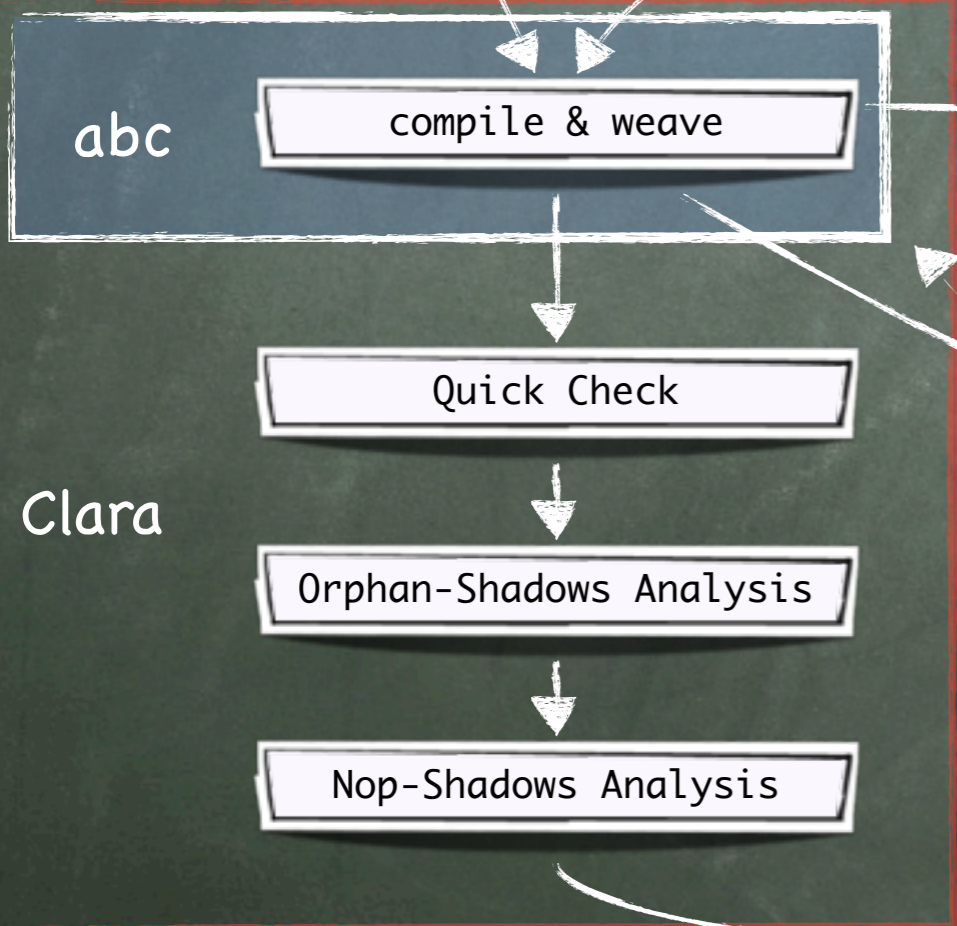 abc
compile & weave
Quick Check
Clara
Orphan-Shadows Analysis
Nop-Shadows Analysis